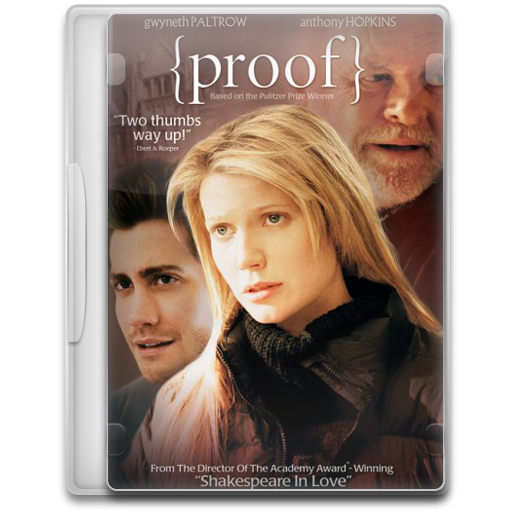 gwyneth PALTROW anthony HOPKINS
{proof}
Based on the Pulitzer Prize Winner
"Two thumbs
way up!"
- Ebert & Roeper
From The Director Of The Academy Award® - Winning
"Shakespeare In Love"